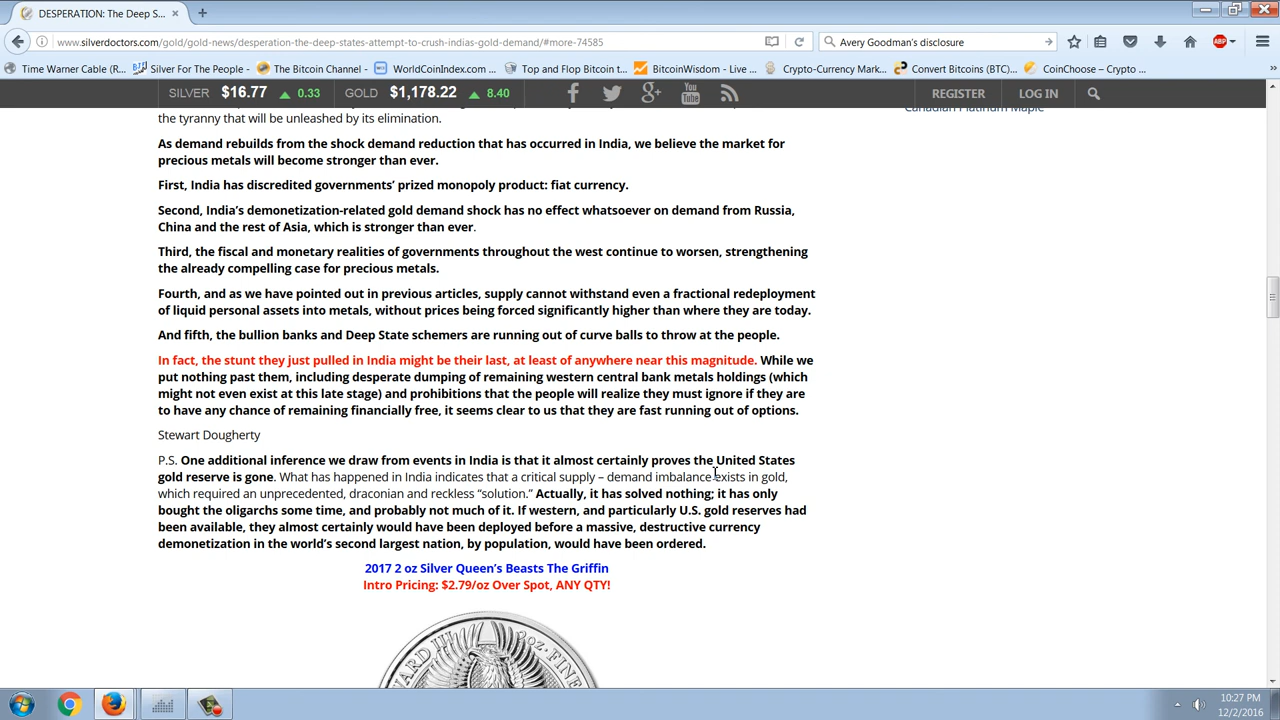 DESPERATION: The Deep S...
www.silverdoctors.com/gold/gold-news/desperation-the-deep-states-attempt-to-crush-indias-gold-demand/#more-74585
Avery Goodman's disclosure
ABP
Time Warner Cable (R... Silver For The People -... The Bitcoin Channel -... WorldCoinIndex.com -... Top and Flop Bitcoin t... BitcoinWisdom - Live ... Crypto-Currency Mark... Convert Bitcoins (BTC)... CoinChoose – Crypto ...
SILVER $16.77 0.33 GOLD $1,178.22 8.40 REGISTER LOG IN
Canadian Platinum Maple
the tyranny that will be unleashed by its elimination.
As demand rebuilds from the shock demand reduction that has occurred in India, we believe the market for
precious metals will become stronger than ever.
First, India has discredited governments’ prized monopoly product: fiat currency.
Second, India’s demonetization-related gold demand shock has no effect whatsoever on demand from Russia,
China and the rest of Asia, which is stronger than ever.
Third, the fiscal and monetary realities of governments throughout the west continue to worsen, strengthening
the already compelling case for precious metals.
Fourth, and as we have pointed out in previous articles, supply cannot withstand even a fractional redeployment
of liquid personal assets into metals, without prices being forced significantly higher than where they are today.
And fifth, the bullion banks and Deep State schemers are running out of curve balls to throw at the people.
In fact, the stunt they just pulled in India might be their last, at least of anywhere near this magnitude. While we
put nothing past them, including desperate dumping of remaining western central bank metals holdings (which
might not even exist at this late stage) and prohibitions that the people will realize they must ignore if they are
to have any chance of remaining financially free, it seems clear to us that they are fast running out of options.
Stewart Dougherty
P.S. One additional inference we draw from events in India is that it almost certainly proves the United States
gold reserve is gone. What has happened in India indicates that a critical supply – demand imbalance exists in gold,
which required an unprecedented, draconian and reckless “solution.” Actually, it has solved nothing; it has only
bought the oligarchs some time, and probably not much of it. If western, and particularly U.S. gold reserves had
been available, they almost certainly would have been deployed before a massive, destructive currency
demonetization in the world’s second largest nation, by population, would have been ordered.
2017 2 oz Silver Queen’s Beasts The Griffin
Intro Pricing: $2.79/oz Over Spot, ANY QTY!
10:27 PM
12/2/2016